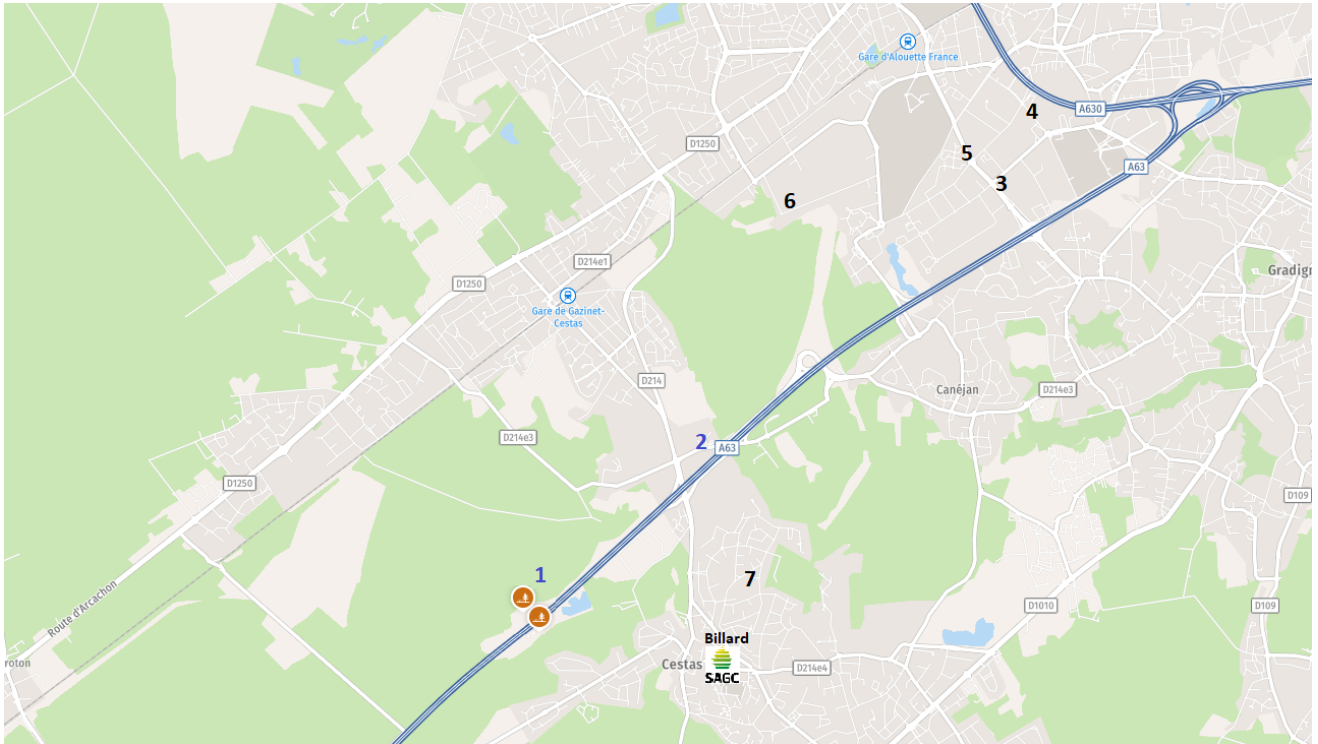 Gare d'Alouette France
4
A630
D1250
5
A63
3
6
D214e1
Gradign
D1250
Gare de Gazinet-
Cestas
D214
Canéjan
D214e3
D214e3
2
A63
D1250
D109
1
7
Route d'Arcachon
D1010
D109
Billard
Cestas
SAGC
D214e4
roton